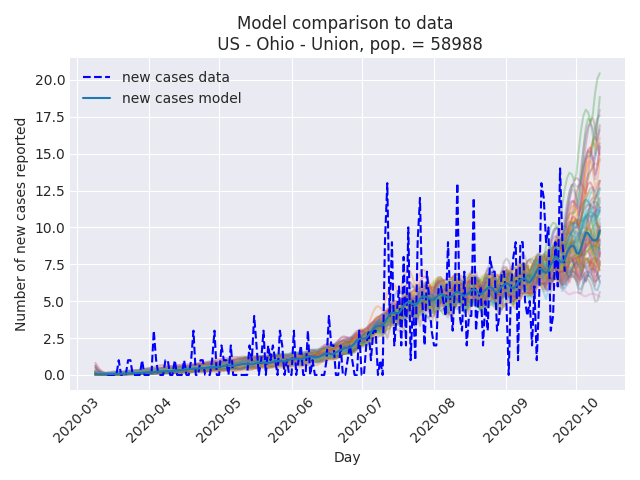 Model comparison to data
US - Ohio - Union, pop. = 58988
new cases data
new cases model
Number of new cases reported
20.0
17.5
15.0
12.5
10.0
7.5
5.0
2.5
0.0
2020-03
2020-04
2020-05
2020-06
2020-07
2020-08
2020-09
2020-10
Day